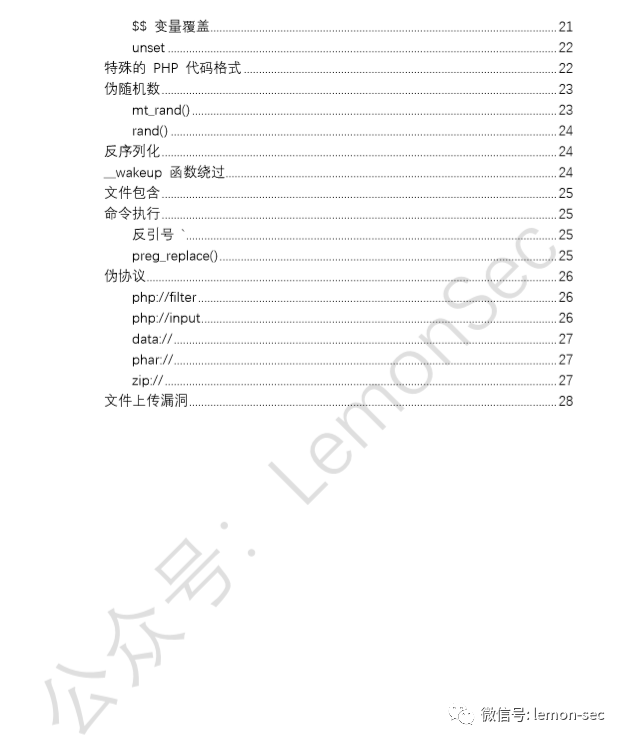 $$ 变量覆盖........................................................21
unset........................................................22
特殊的 PHP 代码格式........................................................22
伪随机数........................................................23
mt_rand()........................................................23
rand()........................................................24
反序列化........................................................24
__wakeup 函数绕过........................................................24
文件包含........................................................25
命令执行........................................................25
反引号 `........................................................25
preg_replace()........................................................25
伪协议........................................................26
php://filter........................................................26
php://input........................................................26
data://........................................................27
phar://........................................................27
zip://........................................................27
文件上传漏洞........................................................28
公众号：LemonSec
微信号: lemon-sec